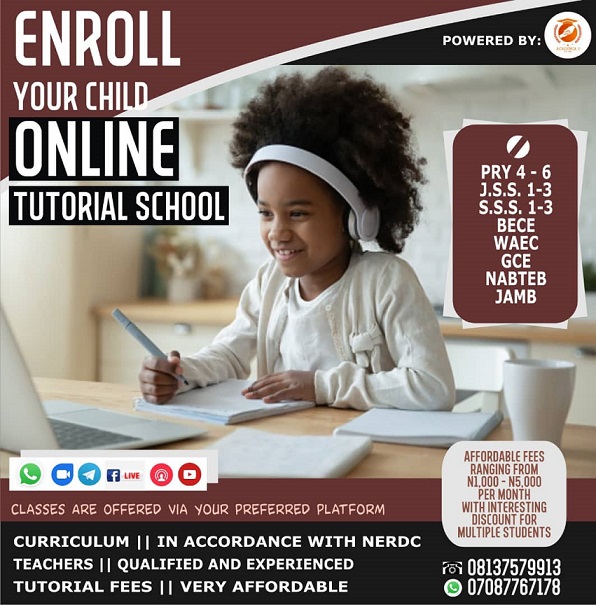 ENROLL
YOUR CHILD
ONLINE
TUTORIAL SCHOOL
POWERED BY:
PRY 4 - 6
J.S.S. 1-3
S.S.S. 1-3
BECE
WAEC
GCE
NABTEB
JAMB
LIVE
CLASSES ARE OFFERED VIA YOUR PREFERRED PLATFORM
AFFORDABLE FEES
RANGING FROM
N1,000 - N5,000
PER MONTH
WITH INTERESTING
DISCOUNT FOR
MULTIPLE STUDENTS
CURRICULUM || IN ACCORDANCE WITH NERDC
TEACHERS || QUALIFIED AND EXPERIENCED
TUTORIAL FEES || VERY AFFORDABLE
08137579913
07087767178